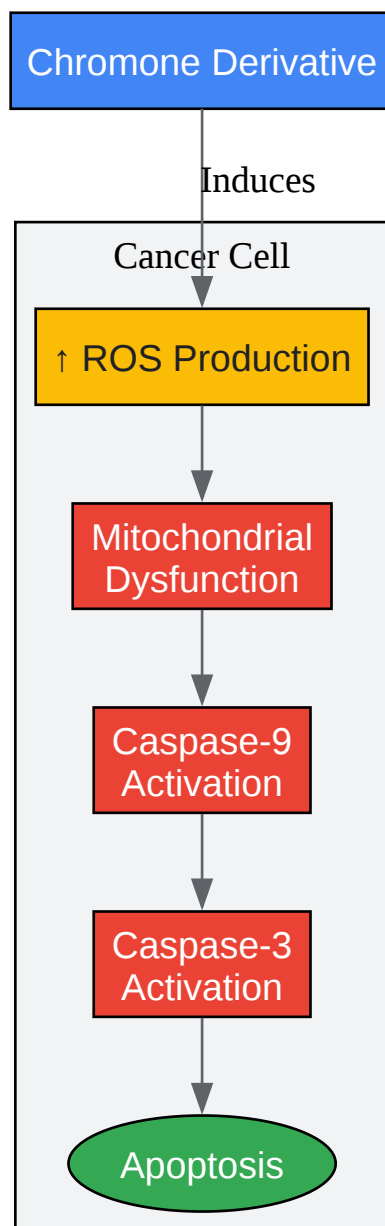 Chromone Derivative
Induces
Cancer Cell
↑ ROS Production
Mitochondrial
Dysfunction
Caspase-9
Activation
Caspase-3
Activation
Apoptosis